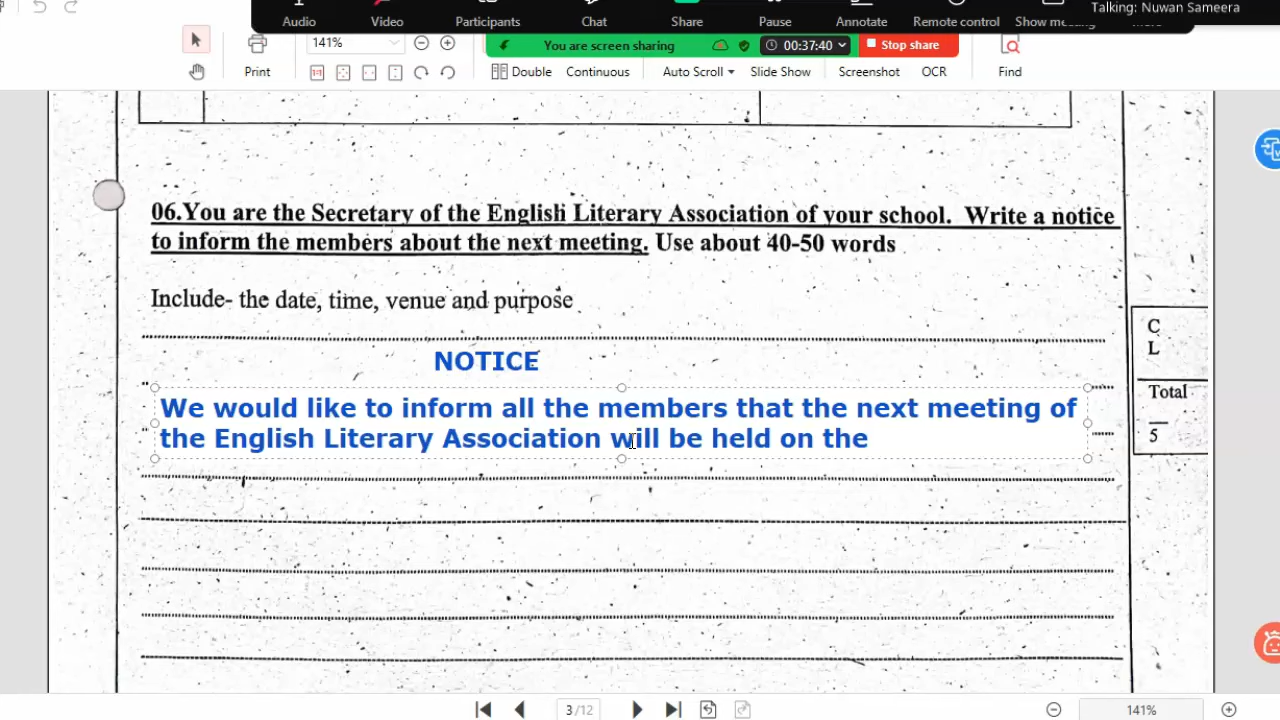 Talking: Nuwan Sameera
Audio Video Participants Chat Share Pause Annotate Remote control
141% You are screen sharing 00:37:40 Stop share
Print Double Continuous Auto Scroll Slide Show Screenshot OCR Find
06.You are the Secretary of the English Literary Association of your school. Write a notice
to inform the members about the next meeting. Use about 40-50 words
Include- the date, time, venue and purpose
C
L
NOTICE
Total
We would like to inform all the members that the next meeting of
the English Literary Association will be held on the
5
3/12 141%